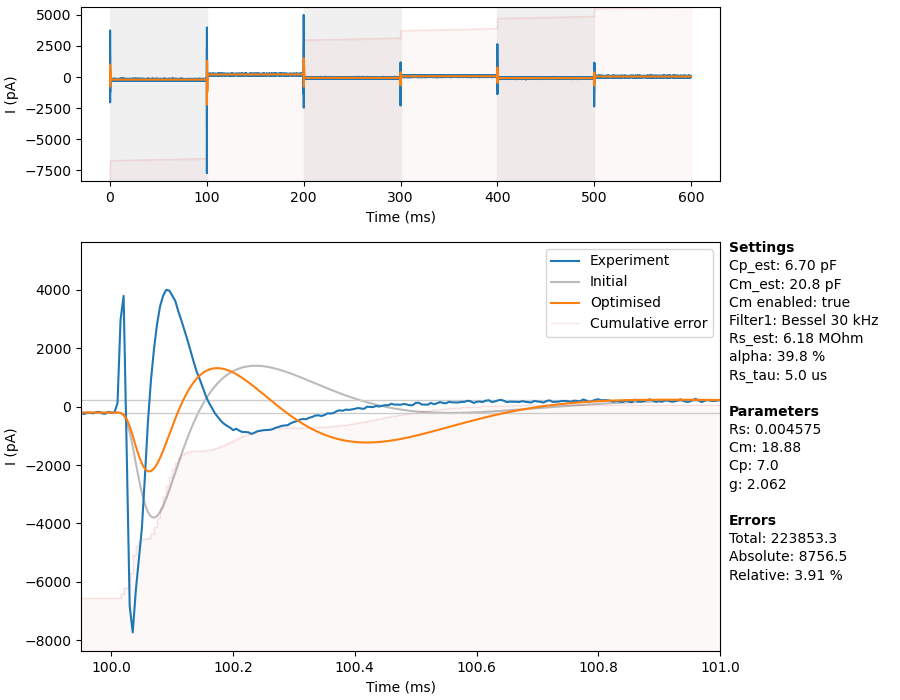 5000
2500
0
−2500
−5000
−7500
I (pA)
0
100
200
300
400
500
600
Time (ms)
4000
2000
0
−2000
−4000
−6000
−8000
I (pA)
Experiment
Initial
Optimised
Cumulative error
100.0
100.2
100.4
100.6
100.8
101.0
Time (ms)
Settings
Cp_est: 6.70 pF
Cm_est: 20.8 pF
Cm enabled: true
Filter1: Bessel 30 kHz
Rs_est: 6.18 MOhm
alpha: 39.8 %
Rs_tau: 5.0 us
Parameters
Rs: 0.004575
Cm: 18.88
Cp: 7.0
g: 2.062
Errors
Total: 223853.3
Absolute: 8756.5
Relative: 3.91 %